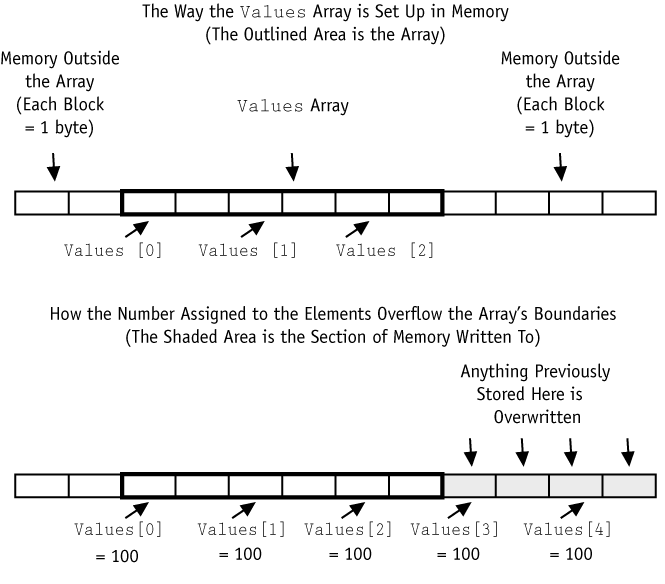 The Way the Values Array is Set Up in Memory
(The Outlined Area is the Array)
Memory Outside
the Array
(Each Block
= 1 byte)
Values Array
Memory Outside
the Array
(Each Block
= 1 byte)
Values [0]
Values [1]
Values [2]
How the Number Assigned to the Elements Overflow the Array's Boundaries
(The Shaded Area is the Section of Memory Written To)
Anything Previously
Stored Here is
Overwritten
Values[0]
= 100
Values[1]
= 100
Values[2]
= 100
Values[3]
= 100
Values[4]
= 100